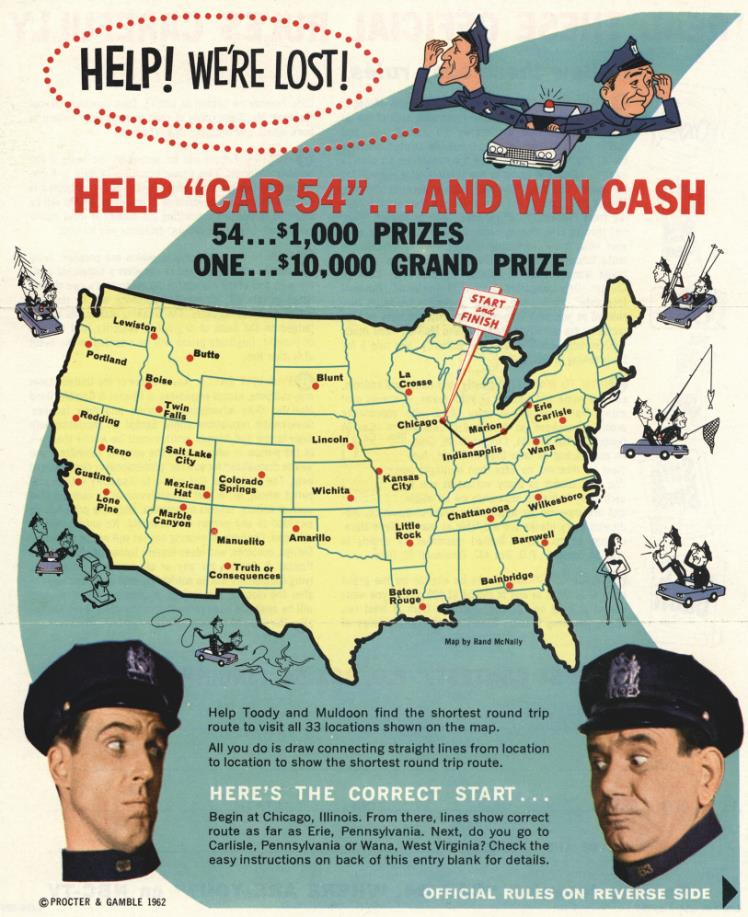 HELP! WE'RE LOST!
HELP "CAR 54"... AND WIN CASH
54...$1,000 PRIZES
ONE...$10,000 GRAND PRIZE
START
and
FINISH
Lewiston
Portland
Butte
Boise
Twin
Falls
Redding
Reno
Salt Lake
City
Gustine
Lone
Pine
Mexican
Hat
Marble
Canyon
Colorado
Springs
Manuelito
Truth or
Consequences
Amarillo
Blunt
Lincoln
Wichita
La
Crosse
Chicago
Kansas
City
Little
Rock
Baton
Rouge
Indianapolis
Marion
Erie
Carlisle
Wana
Chattanooga
Wilkesboro
Barnwell
Bainbridge
Map by Rand McNally
Help Toody and Muldoon find the shortest round trip
route to visit all 33 locations shown on the map.
All you do is draw connecting straight lines from location
to location to show the shortest round trip route.
HERE'S THE CORRECT START...
Begin at Chicago, Illinois. From there, lines show correct
route as far as Erie, Pennsylvania. Next, do you go to
Carlisle, Pennsylvania or Wana, West Virginia? Check the
easy instructions on back of this entry blank for details.
OFFICIAL RULES ON REVERSE SIDE
© PROCTER & GAMBLE 1962